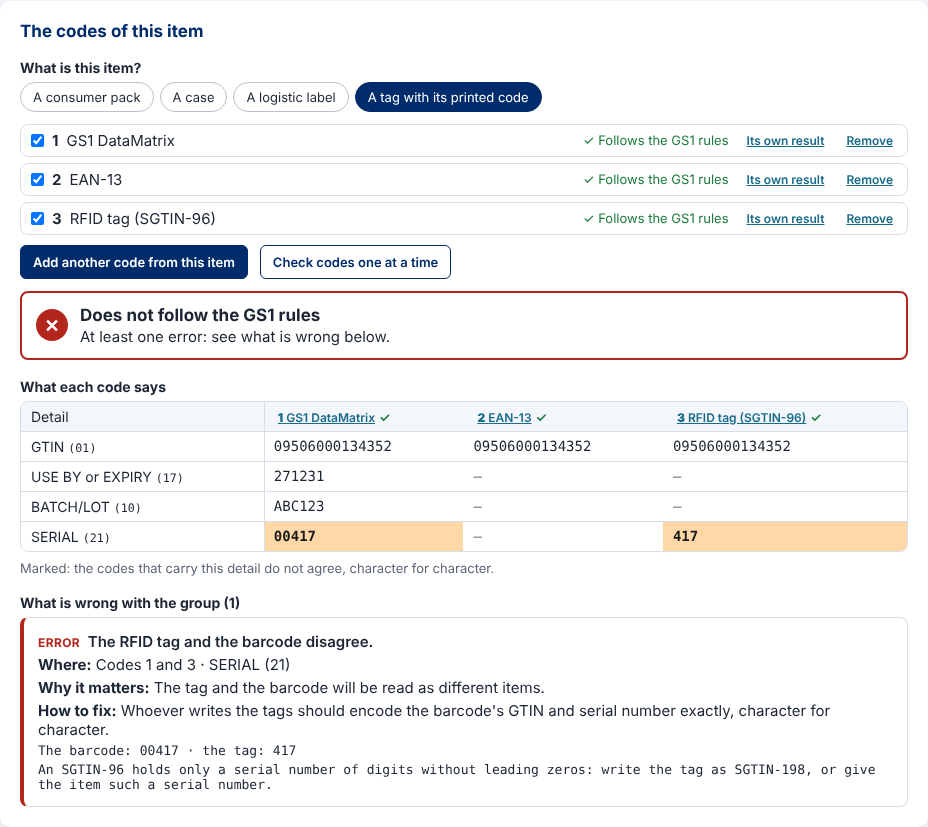 The codes of this item
What is this item?
A consumer pack
A case
A logistic label
A tag with its printed code
1 GS1 DataMatrix ✓ Follows the GS1 rules Its own result Remove
2 EAN-13 ✓ Follows the GS1 rules Its own result Remove
3 RFID tag (SGTIN-96) ✓ Follows the GS1 rules Its own result Remove
Add another code from this item
Check codes one at a time
Does not follow the GS1 rules
At least one error: see what is wrong below.
What each code says
Detail 1 GS1 DataMatrix ✓ 2 EAN-13 ✓ 3 RFID tag (SGTIN-96) ✓
GTIN (01) 09506000134352 09506000134352 09506000134352
USE BY or EXPIRY (17) 271231 – –
BATCH/LOT (10) ABC123 – –
SERIAL (21) 00417 – 417
Marked: the codes that carry this detail do not agree, character for character.
What is wrong with the group (1)
ERROR The RFID tag and the barcode disagree.
Where: Codes 1 and 3 · SERIAL (21)
Why it matters: The tag and the barcode will be read as different items.
How to fix: Whoever writes the tags should encode the barcode's GTIN and serial number exactly, character for
character.
The barcode: 00417 · the tag: 417
An SGTIN-96 holds only a serial number of digits without leading zeros: write the tag as SGTIN-198, or give
the item such a serial number.